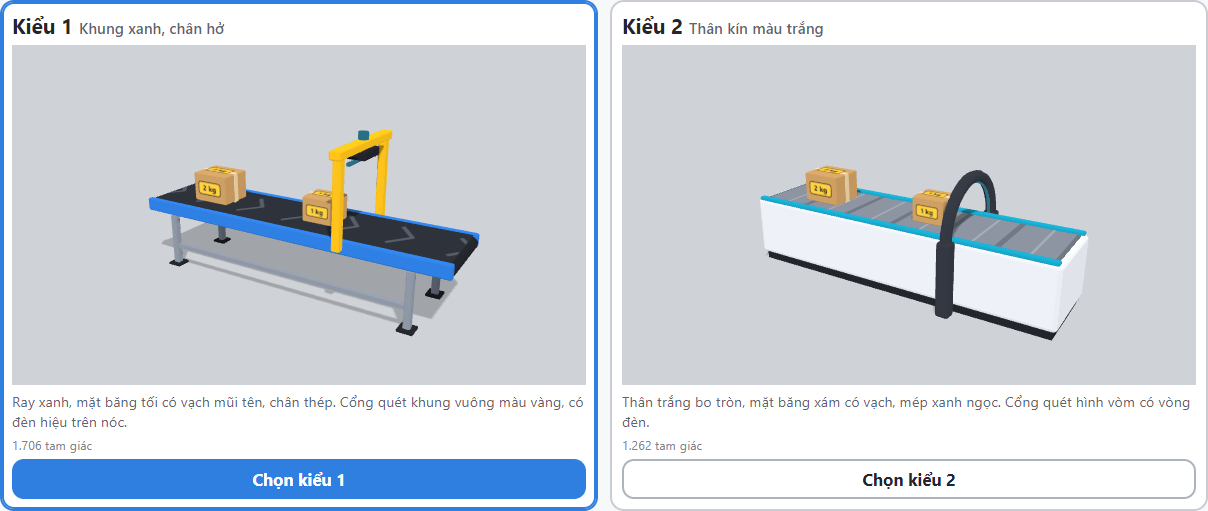 Kiểu 1 Khung xanh, chân hở
2 kg
1 kg
Ray xanh, mặt băng tối có vạch mũi tên, chân thép. Cổng quét khung vuông màu vàng, có
đèn hiệu trên nóc.
1.706 tam giác
Chọn kiểu 1
Kiểu 2 Thân kín màu trắng
2 kg
1 kg
Thân trắng bo tròn, mặt băng xám có vạch, mép xanh ngọc. Cổng quét hình vòm có vòng
đèn.
1.262 tam giác
Chọn kiểu 2